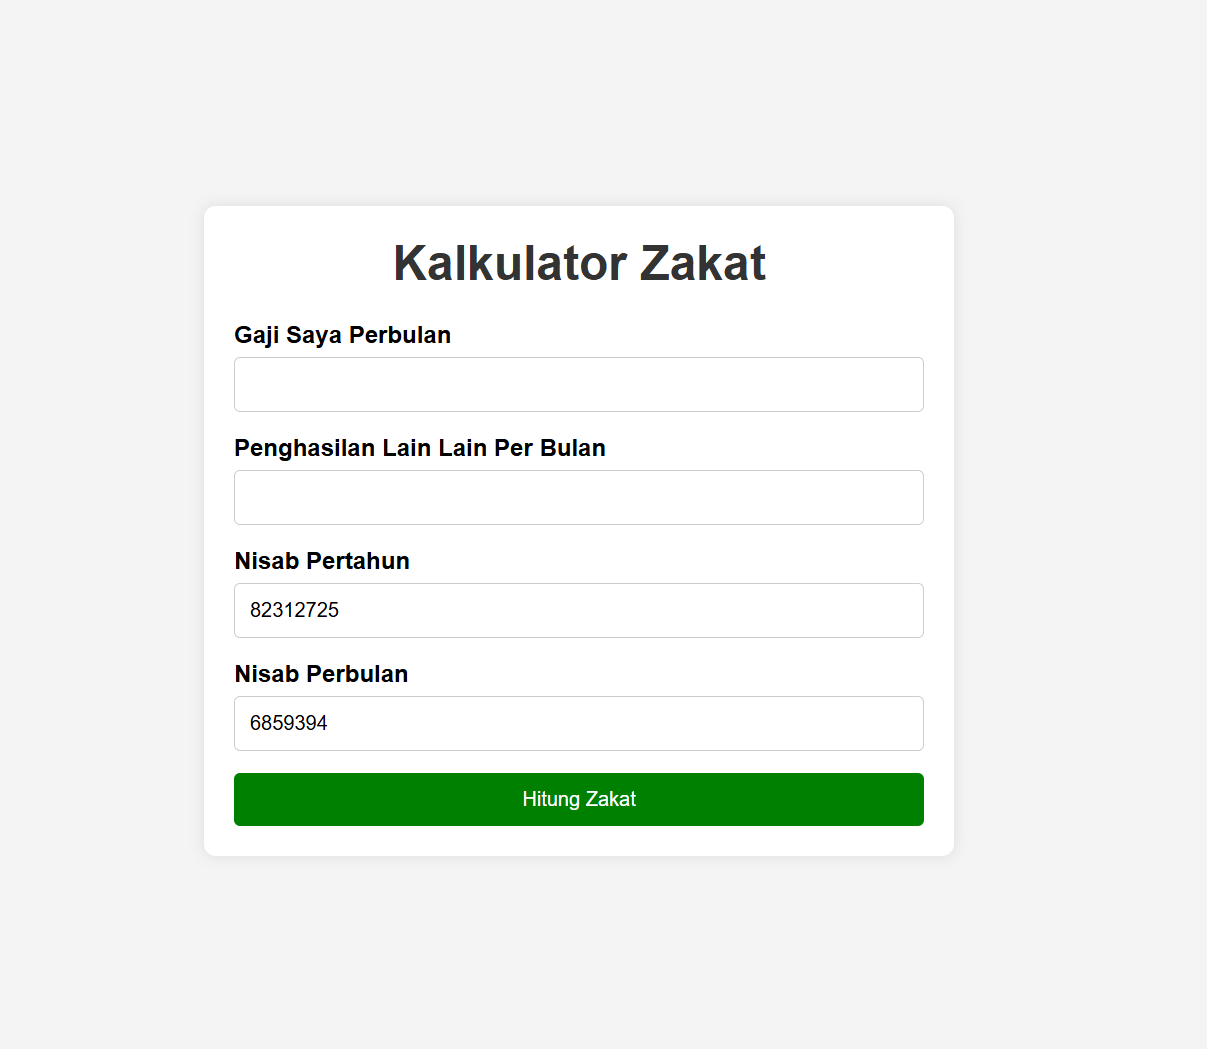 Kalkulator Zakat
Gaji Saya Perbulan
Penghasilan Lain Lain Per Bulan
Nisab Pertahun
82312725
Nisab Perbulan
6859394
Hitung Zakat